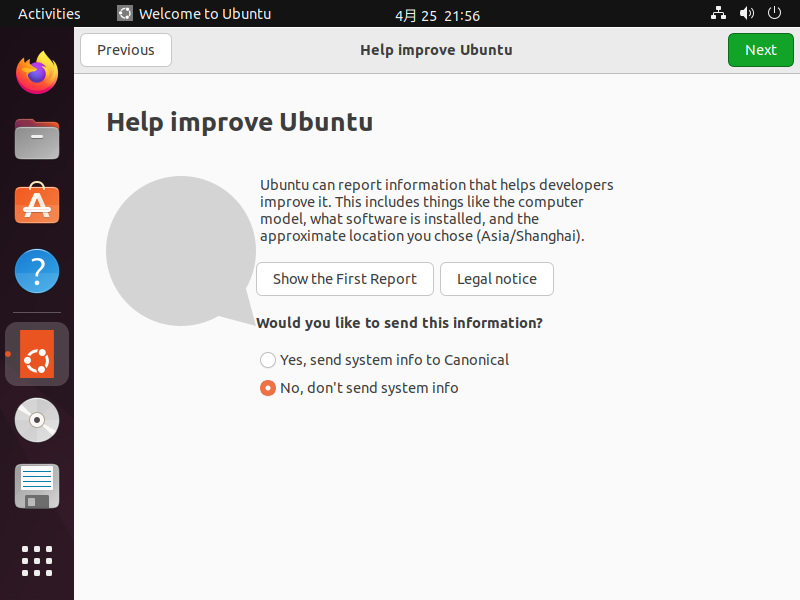 Activities
Welcome to Ubuntu
4月 25 21:56
Previous
Help improve Ubuntu
Next
Help improve Ubuntu
Ubuntu can report information that helps developers
improve it. This includes things like the computer
model, what software is installed, and the
approximate location you chose (Asia/Shanghai).
Show the First Report
Legal notice
Would you like to send this information?
Yes, send system info to Canonical
No, don't send system info